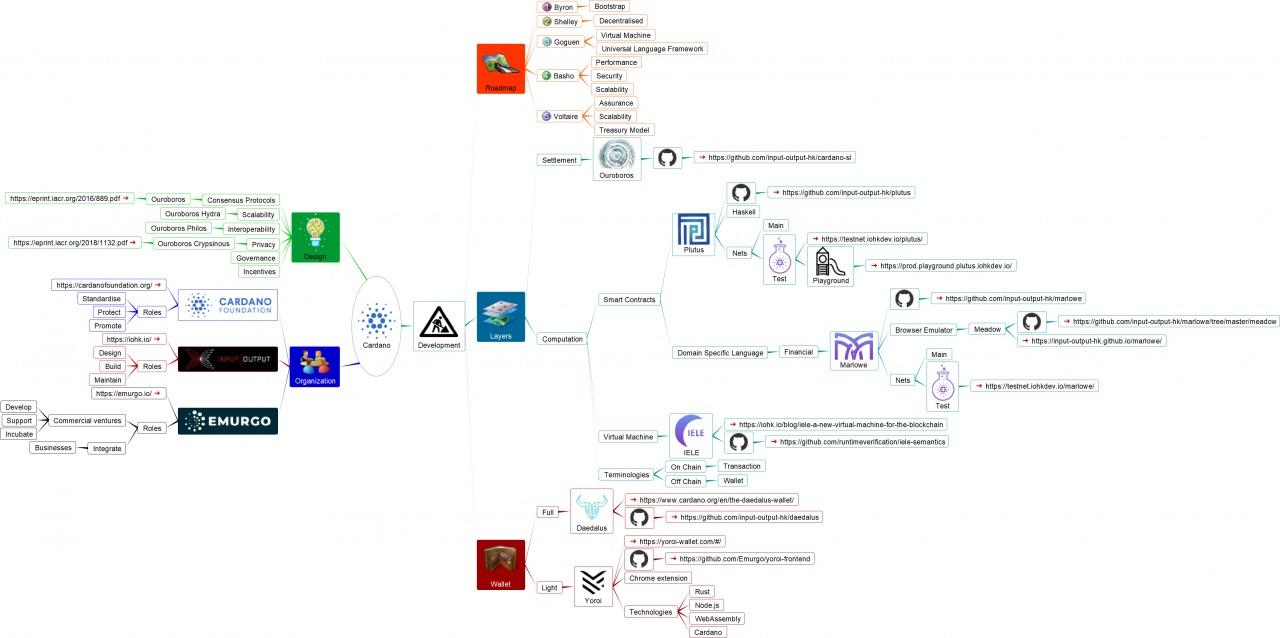 Byron
Bootstrap
Shelley
Decentralised
Goguen
Virtual Machine
Universal Language Framework
Roadmap
Basho
Performance
Security
Scalability
Voltaire
Assurance
Scalability
Treasury Model
Settlement
Ouroboros
➔ https://github.com/input-output-hk/cardano-sl
Smart Contracts
Plutus
➔ https://github.com/input-output-hk/plutus
Haskell
Nets
Main
Test
➔ https://testnet.iohkdev.io/plutus/
Playground
➔ https://prod.playground.plutus.iohkdev.io/
https://eprint.iacr.org/2016/889.pdf ➔
Ouroboros
Consensus Protocols
Ouroboros Hydra
Scalability
Ouroboros Philos
Interoperability
https://eprint.iacr.org/2018/1132.pdf ➔
Ouroboros Crypsinous
Privacy
Governance
Incentives
Design
https://cardanofoundation.org/ ➔
Standardise
Protect
Promote
Roles
CARDANO
FOUNDATION
https://iohk.io/ ➔
Design
Build
Maintain
Roles
INPUT OUTPUT
https://emurgo.io/ ➔
Develop
Support
Incubate
Commercial ventures
Roles
Businesses
Integrate
EMURGO
Organization
Cardano
Development
Layers
Computation
Domain Specific Language
Financial
Marlowe
➔ https://github.com/input-output-hk/marlowe
Browser Emulator
Meadow
➔ https://github.com/input-output-hk/marlowe/tree/master/meadow
➔ https://input-output-hk.github.io/marlowe/
Nets
Main
Test
➔ https://testnet.iohkdev.io/marlowe/
Virtual Machine
IELE
IELE
➔ https://iohk.io/blog/iele-a-new-virtual-machine-for-the-blockchain
➔ https://github.com/runtimeverification/iele-semantics
Terminologies
On Chain
Transaction
Off Chain
Wallet
Wallet
Full
Daedalus
➔ https://www.cardano.org/en/the-daedalus-wallet/
➔ https://github.com/input-output-hk/daedalus
Light
Yoroi
➔ https://yoroi-wallet.com/#/
➔ https://github.com/Emurgo/yoroi-frontend
Chrome extension
Technologies
Rust
Node.js
WebAssembly
Cardano